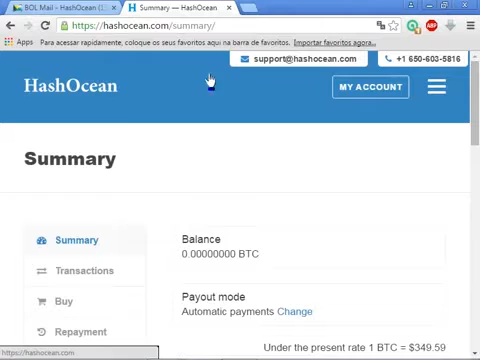 BOL Mail - HashOcean (1
Summary — HashOcean
https://hashocean.com/summary/
Apps Para acessar rapidamente, coloque os seus favoritos aqui na barra de favoritos. Importar favoritos agora...
support@hashocean.com
+1 650-603-5816
HashOcean
MY ACCOUNT
Summary
Summary
Transactions
Buy
Repayment
Balance
0.00000000 BTC
Payout mode
Automatic payments Change
Under the present rate 1 BTC = $349.59
https://hashocean.com